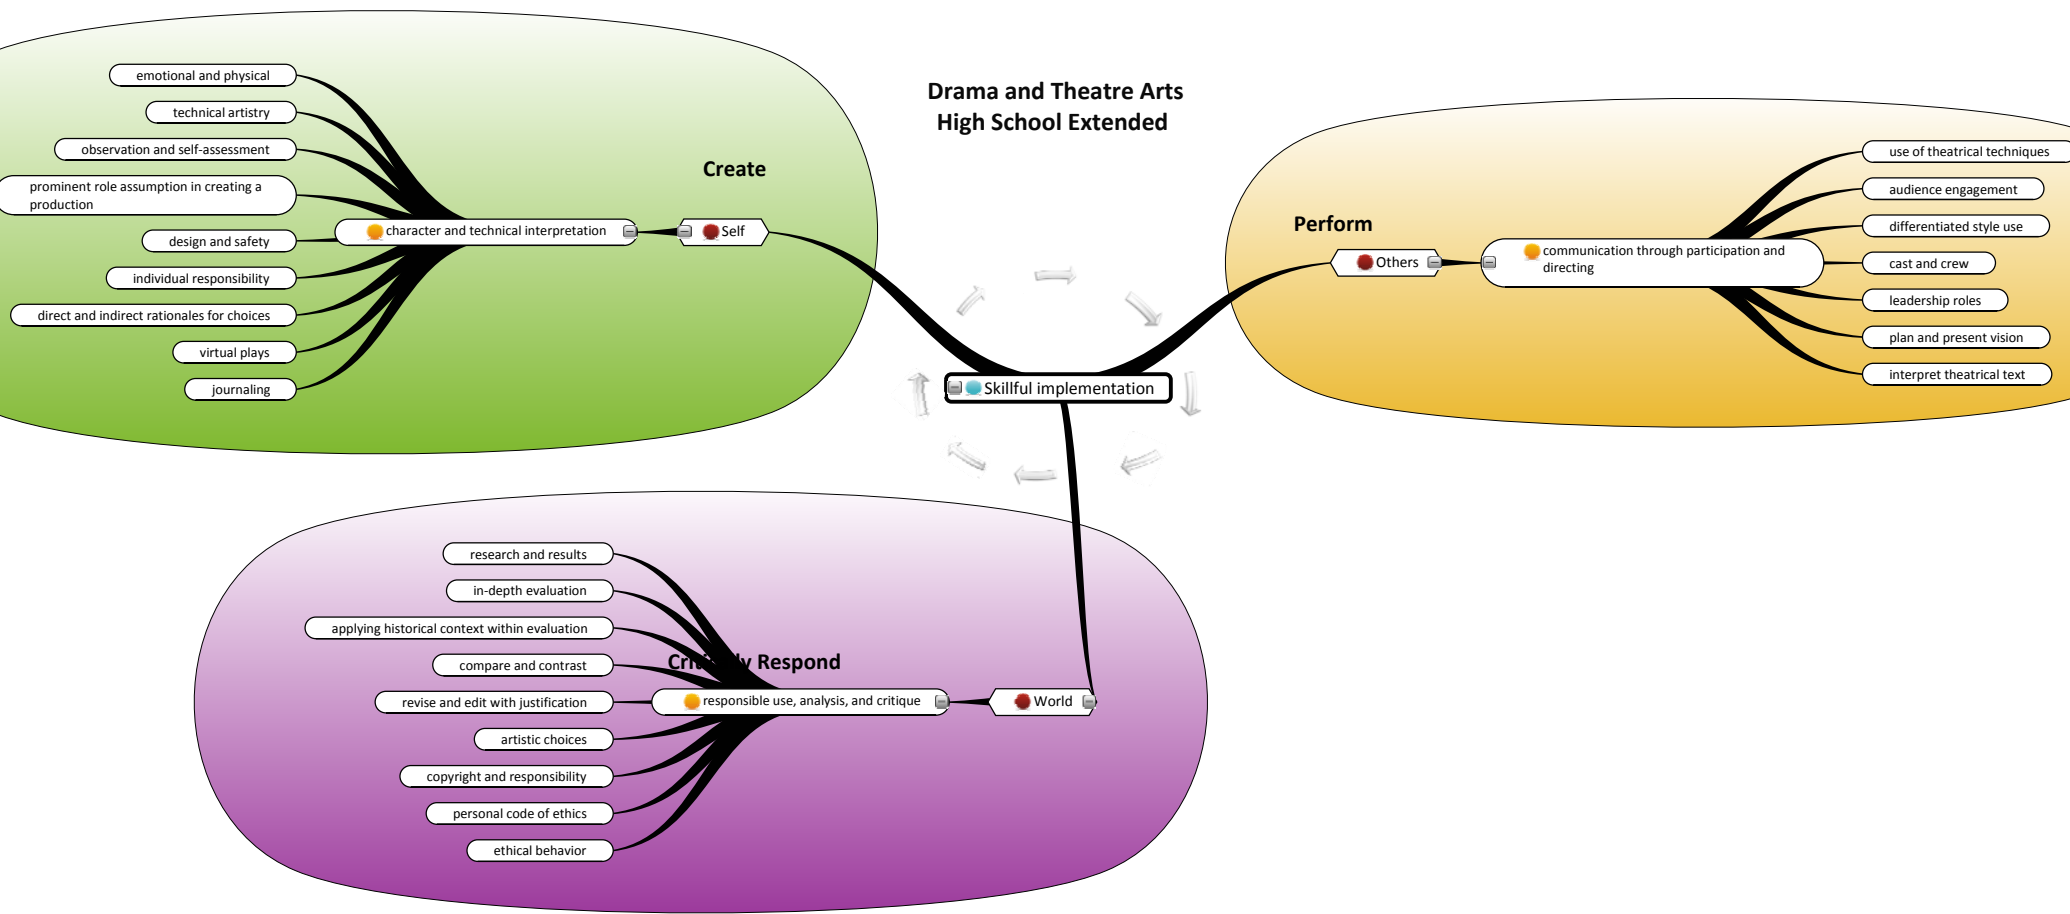 Drama and Theatre Arts
High School Extended
Create
emotional and physical
technical artistry
observation and self-assessment
prominent role assumption in creating a
production
design and safety
individual responsibility
direct and indirect rationales for choices
virtual plays
journaling
character and technical interpretation
Self
Perform
Others
communication through participation and
directing
use of theatrical techniques
audience engagement
differentiated style use
cast and crew
leadership roles
plan and present vision
interpret theatrical text
Skillful implementation
Respond
research and results
in-depth evaluation
applying historical context within evaluation
compare and contrast
revise and edit with justification
artistic choices
copyright and responsibility
personal code of ethics
ethical behavior
responsible use, analysis, and critique
World